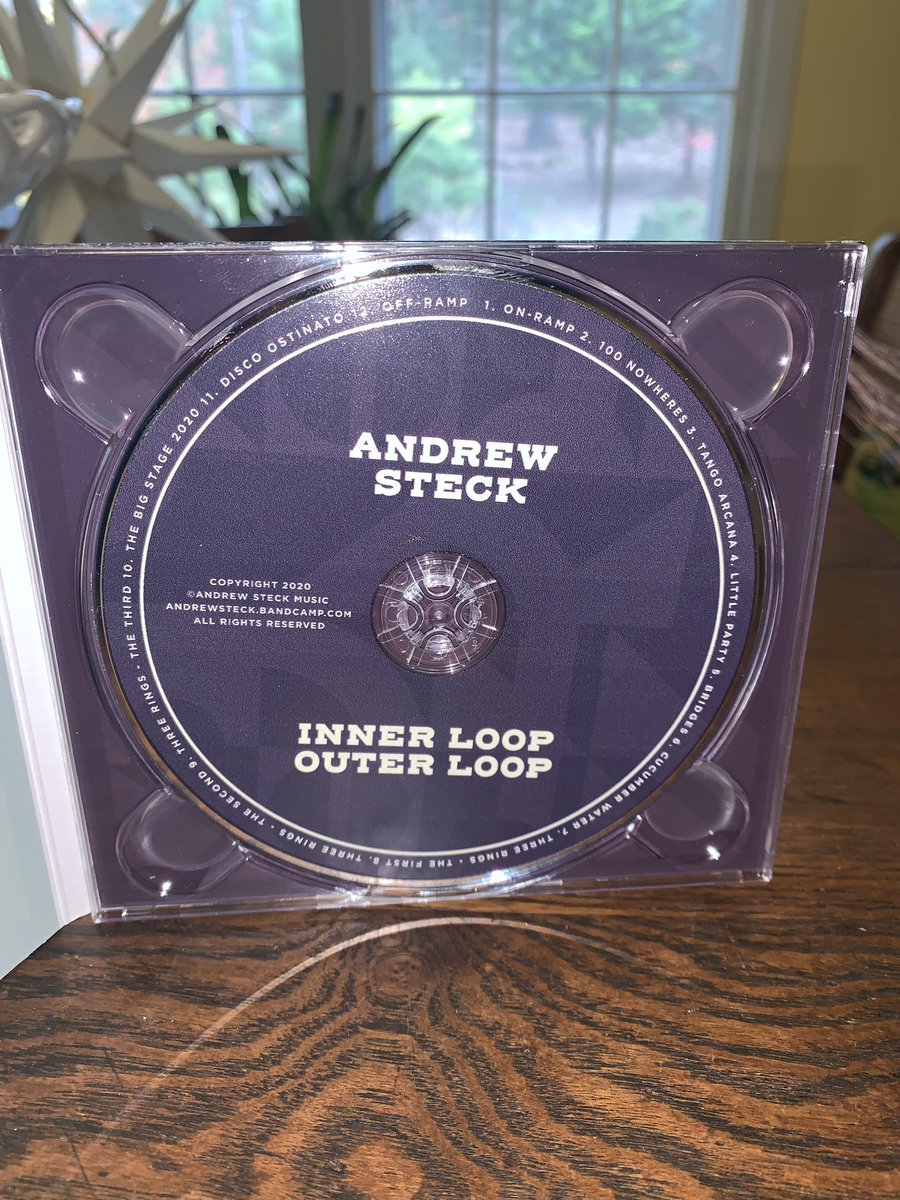 1. ON-RAMP 2. 100 NOWHERES 3. TANGO ARCANA 4. LITTLE PARTY 5. BRIDGES 6. CUCUMBER WATER 7. THREE RINGS - THE FIRST 8. THREE RINGS - THE SECOND 9. THREE RINGS - THE THIRD 10. THE BIG STAGE 2020 11. DISCO OSTINATO 12. OFF-RAMP
ANDREW
STECK
COPYRIGHT 2020
©ANDREW STECK MUSIC
ANDREWSTECK.BANDCAMP.COM
ALL RIGHTS RESERVED
INNER LOOP
OUTER LOOP